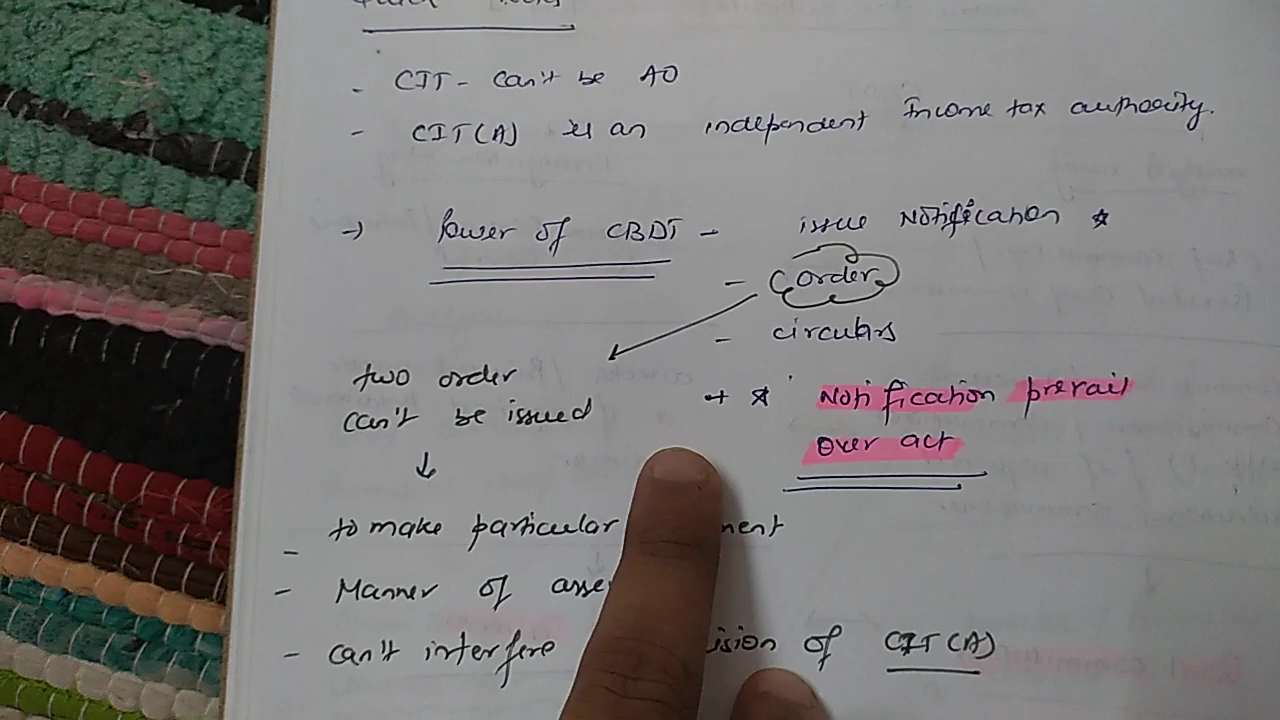 - CIT - can't be AO
- CIT(A) is an independent Income tax authority.
→ Power of CBDT - issue Notification ☆
- order
- circulars
two order
can't be issued
→ ☆ Notification prevail
over act
↓
- to make particular
- Manner of
- can't interfere of CIT(A)